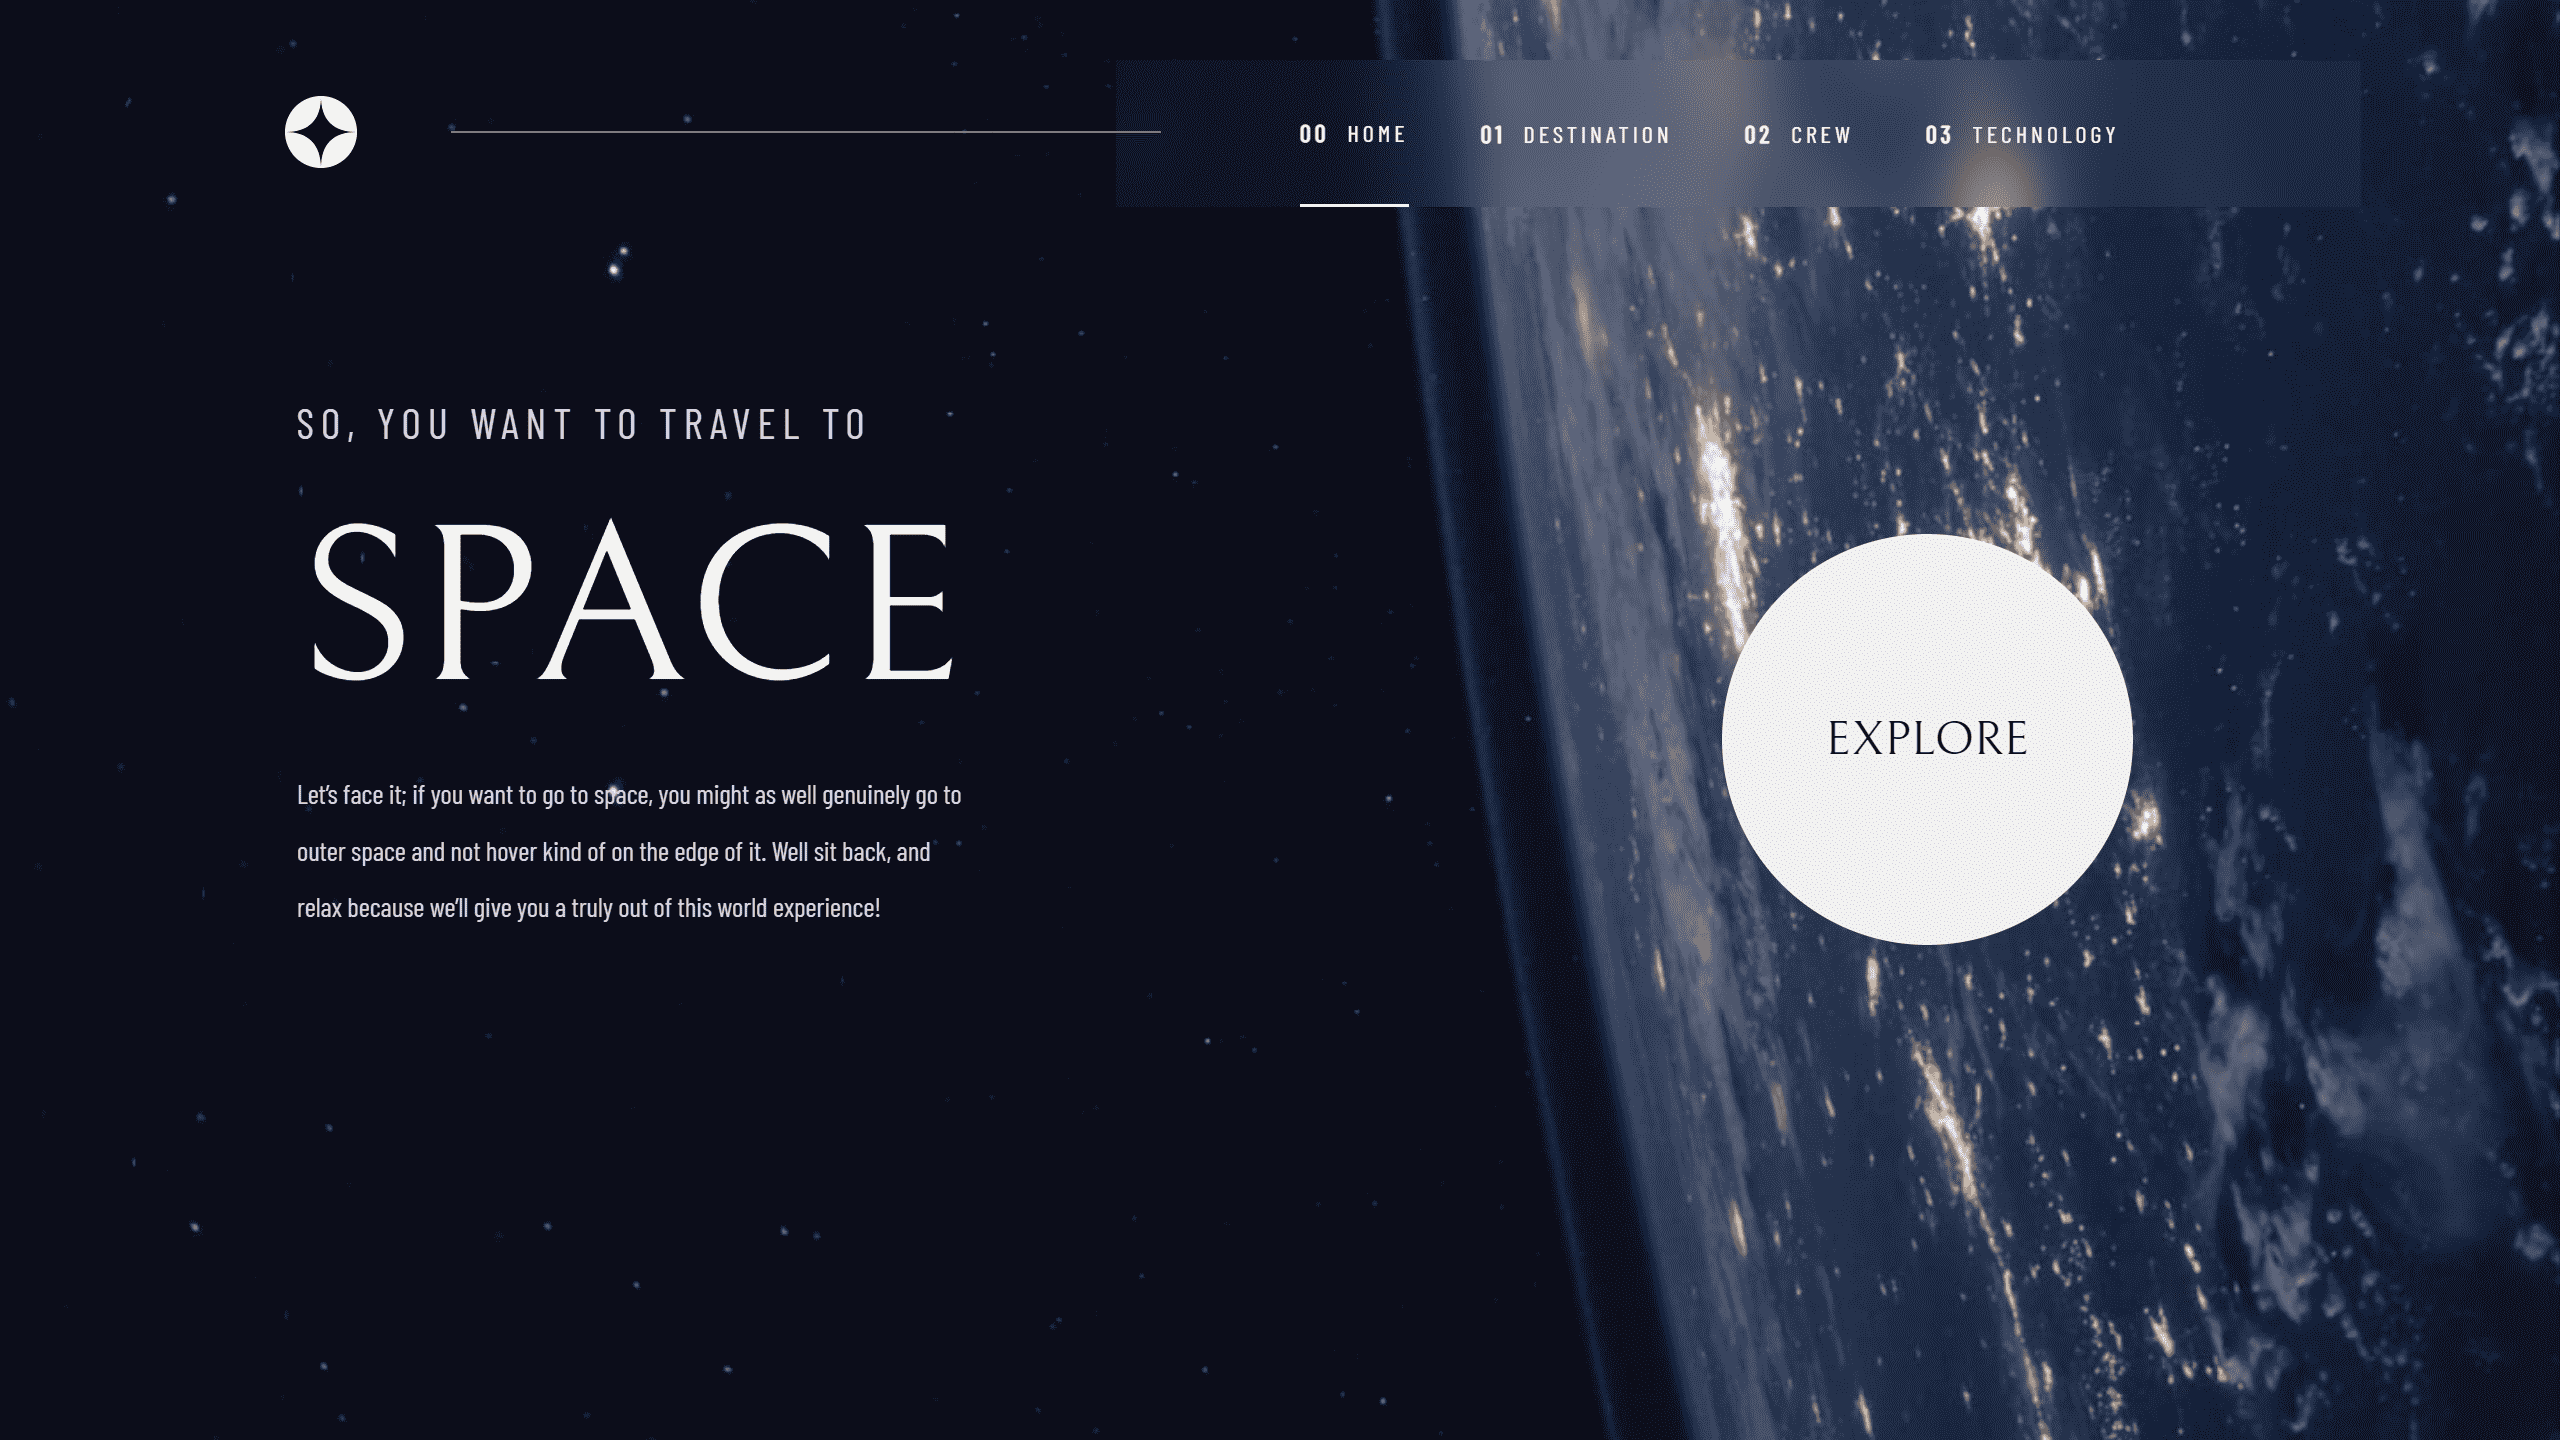 00 HOME 01 DESTINATION 02 CREW 03 TECHNOLOGY
SO, YOU WANT TO TRAVEL TO
SPACE
Let’s face it; if you want to go to space, you might as well genuinely go to
outer space and not hover kind of on the edge of it. Well sit back, and
relax because we’ll give you a truly out of this world experience!
EXPLORE